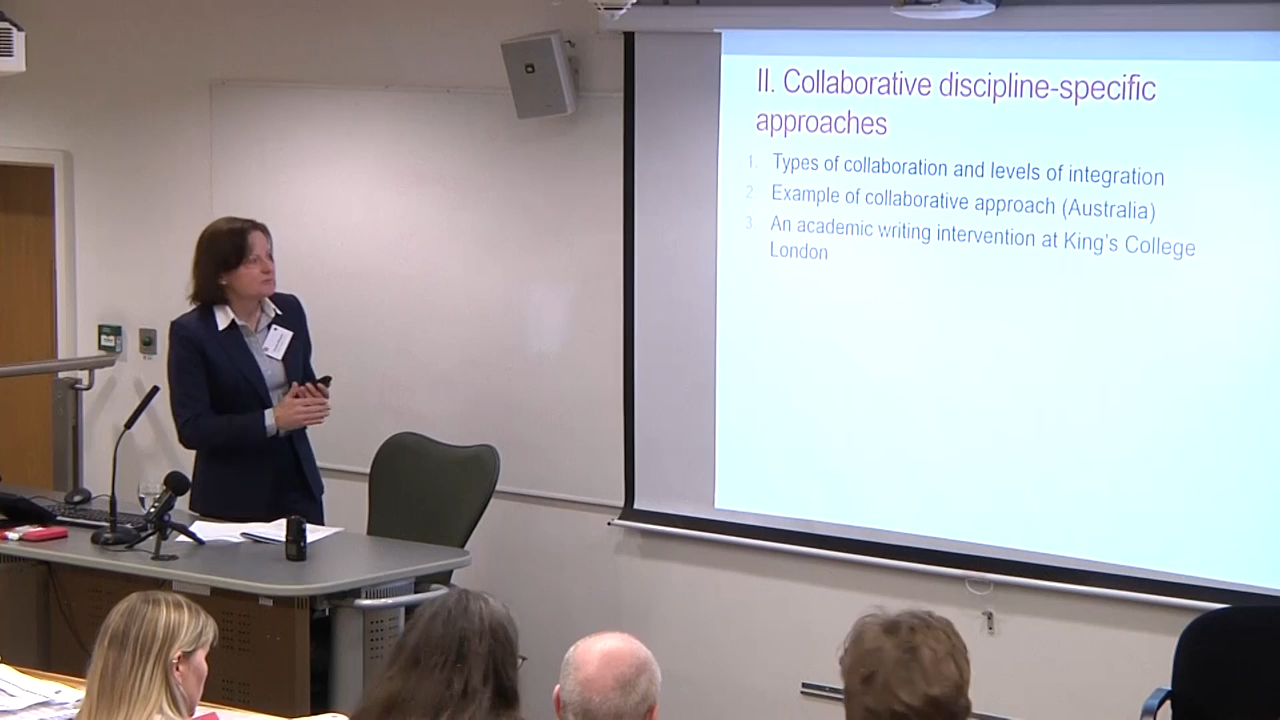 II. Collaborative discipline-specific
approaches
1. Types of collaboration and levels of integration
2. Example of collaborative approach (Australia)
3. An academic writing intervention at King's College
London